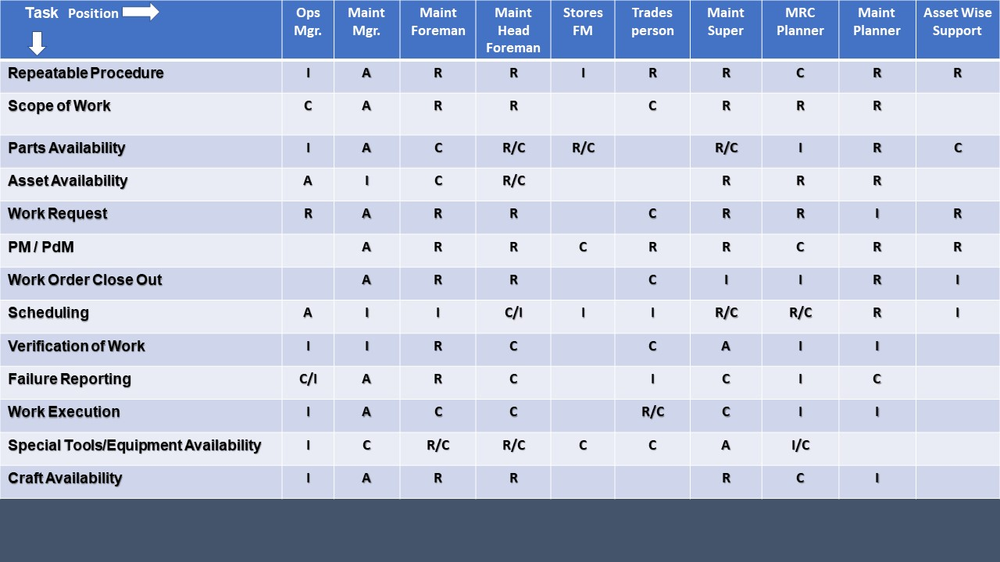 Task Position Ops Mgr. Maint Mgr. Maint Foreman Maint Head Foreman Stores FM Trades person Maint Super MRC Planner Maint Planner Asset Wise Support
Repeatable Procedure I A R R I R R C R R
Scope of Work C A R R C R R R
Parts Availability I A C R/C R/C R/C I R C
Asset Availability A I C R/C R R R
Work Request R A R R C R R I R
PM / PdM A R R C R R C R R
Work Order Close Out A R R C I I R I
Scheduling A I I C/I I I R/C R/C R I
Verification of Work I I R C C A I I
Failure Reporting C/I A R C I C I C
Work Execution I A C C R/C C I I
Special Tools/Equipment Availability I C R/C R/C C C A I/C
Craft Availability I A R R R C I